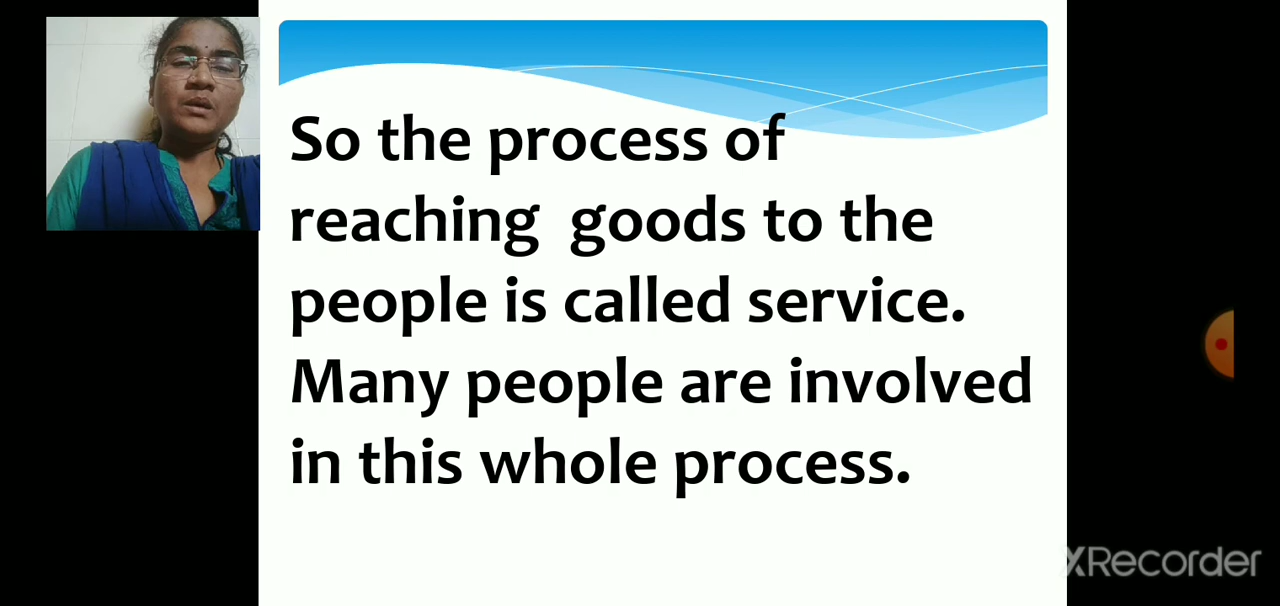 So the process of
reaching goods to the
people is called service.
Many people are involved
in this whole process.
XRecorder